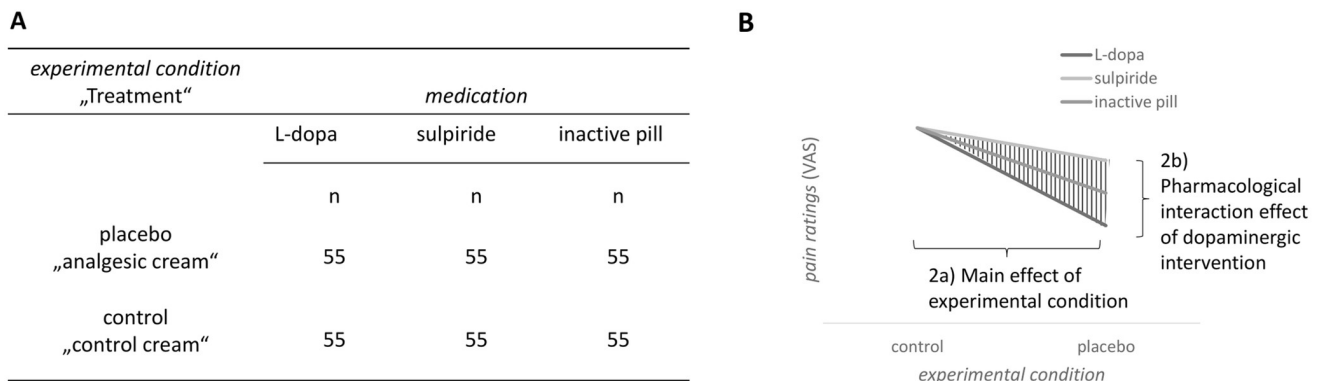 A
experimental condition
„Treatment“
medication
L-dopa sulpiride inactive pill
n n n
placebo
„analgesic cream“
55 55 55
control
„control cream“
55 55 55
B
L-dopa
sulpiride
inactive pill
pain ratings (VAS)
2b)
Pharmacological
interaction effect
of dopaminergic
intervention
2a) Main effect of
experimental condition
control placebo
experimental condition